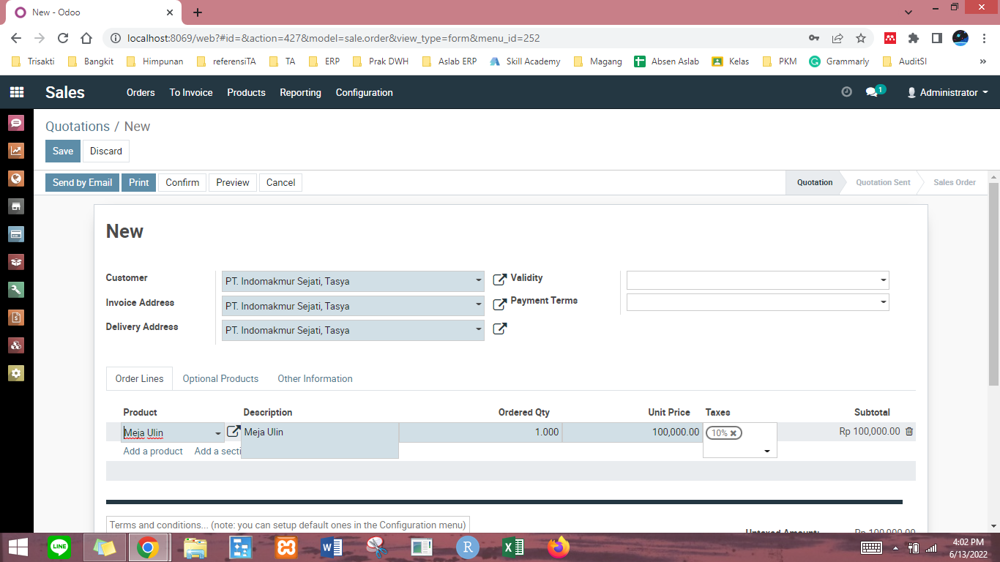 New - Odoo
localhost:8069/web?#id=&action=427&model=sale.order&view_type=form&menu_id=252
Trisakti Bangkit Himpunan referensiTA TA ERP Prak DWH Aslab ERP Skill Academy Magang Absen Aslab Kelas PKM Grammarly AuditSI »
Sales Orders To Invoice Products Reporting Configuration 1 Administrator
Quotations / New
Save Discard
Send by Email Print Confirm Preview Cancel Quotation Quotation Sent Sales Order
New
Customer PT. Indomakmur Sejati, Tasya Validity
Invoice Address PT. Indomakmur Sejati, Tasya Payment Terms
Delivery Address PT. Indomakmur Sejati, Tasya
Order Lines Optional Products Other Information
Product Description Ordered Qty Unit Price Taxes Subtotal
Meja Ulin Meja Ulin 1.000 100,000.00 10% Rp 100,000.00
Add a product Add a secti
Terms and conditions... (note: you can setup default ones in the Configuration menu)
Untaxed Amount: Rp 100,000.00
LINE W R X 4:02 PM
6/13/2022